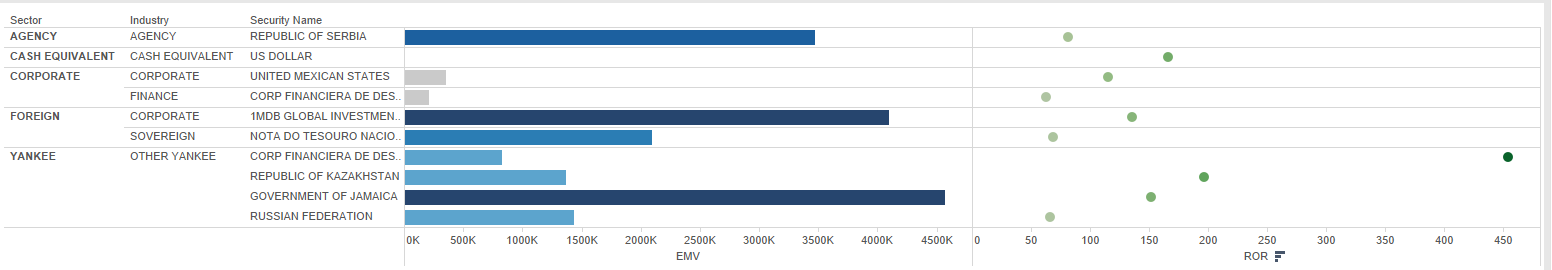 Sector Industry Security Name
AGENCY AGENCY REPUBLIC OF SERBIA
CASH EQUIVALENT CASH EQUIVALENT US DOLLAR
CORPORATE CORPORATE UNITED MEXICAN STATES
FINANCE CORP FINANCIERA DE DES..
FOREIGN CORPORATE 1MDB GLOBAL INVESTMEN..
SOVEREIGN NOTA DO TESOURO NACIO..
YANKEE OTHER YANKEE CORP FINANCIERA DE DES..
REPUBLIC OF KAZAKHSTAN
GOVERNMENT OF JAMAICA
RUSSIAN FEDERATION
0K 500K 1000K 1500K 2000K 2500K 3000K 3500K 4000K 4500K 0 50 100 150 200 250 300 350 400 450
EMV ROR